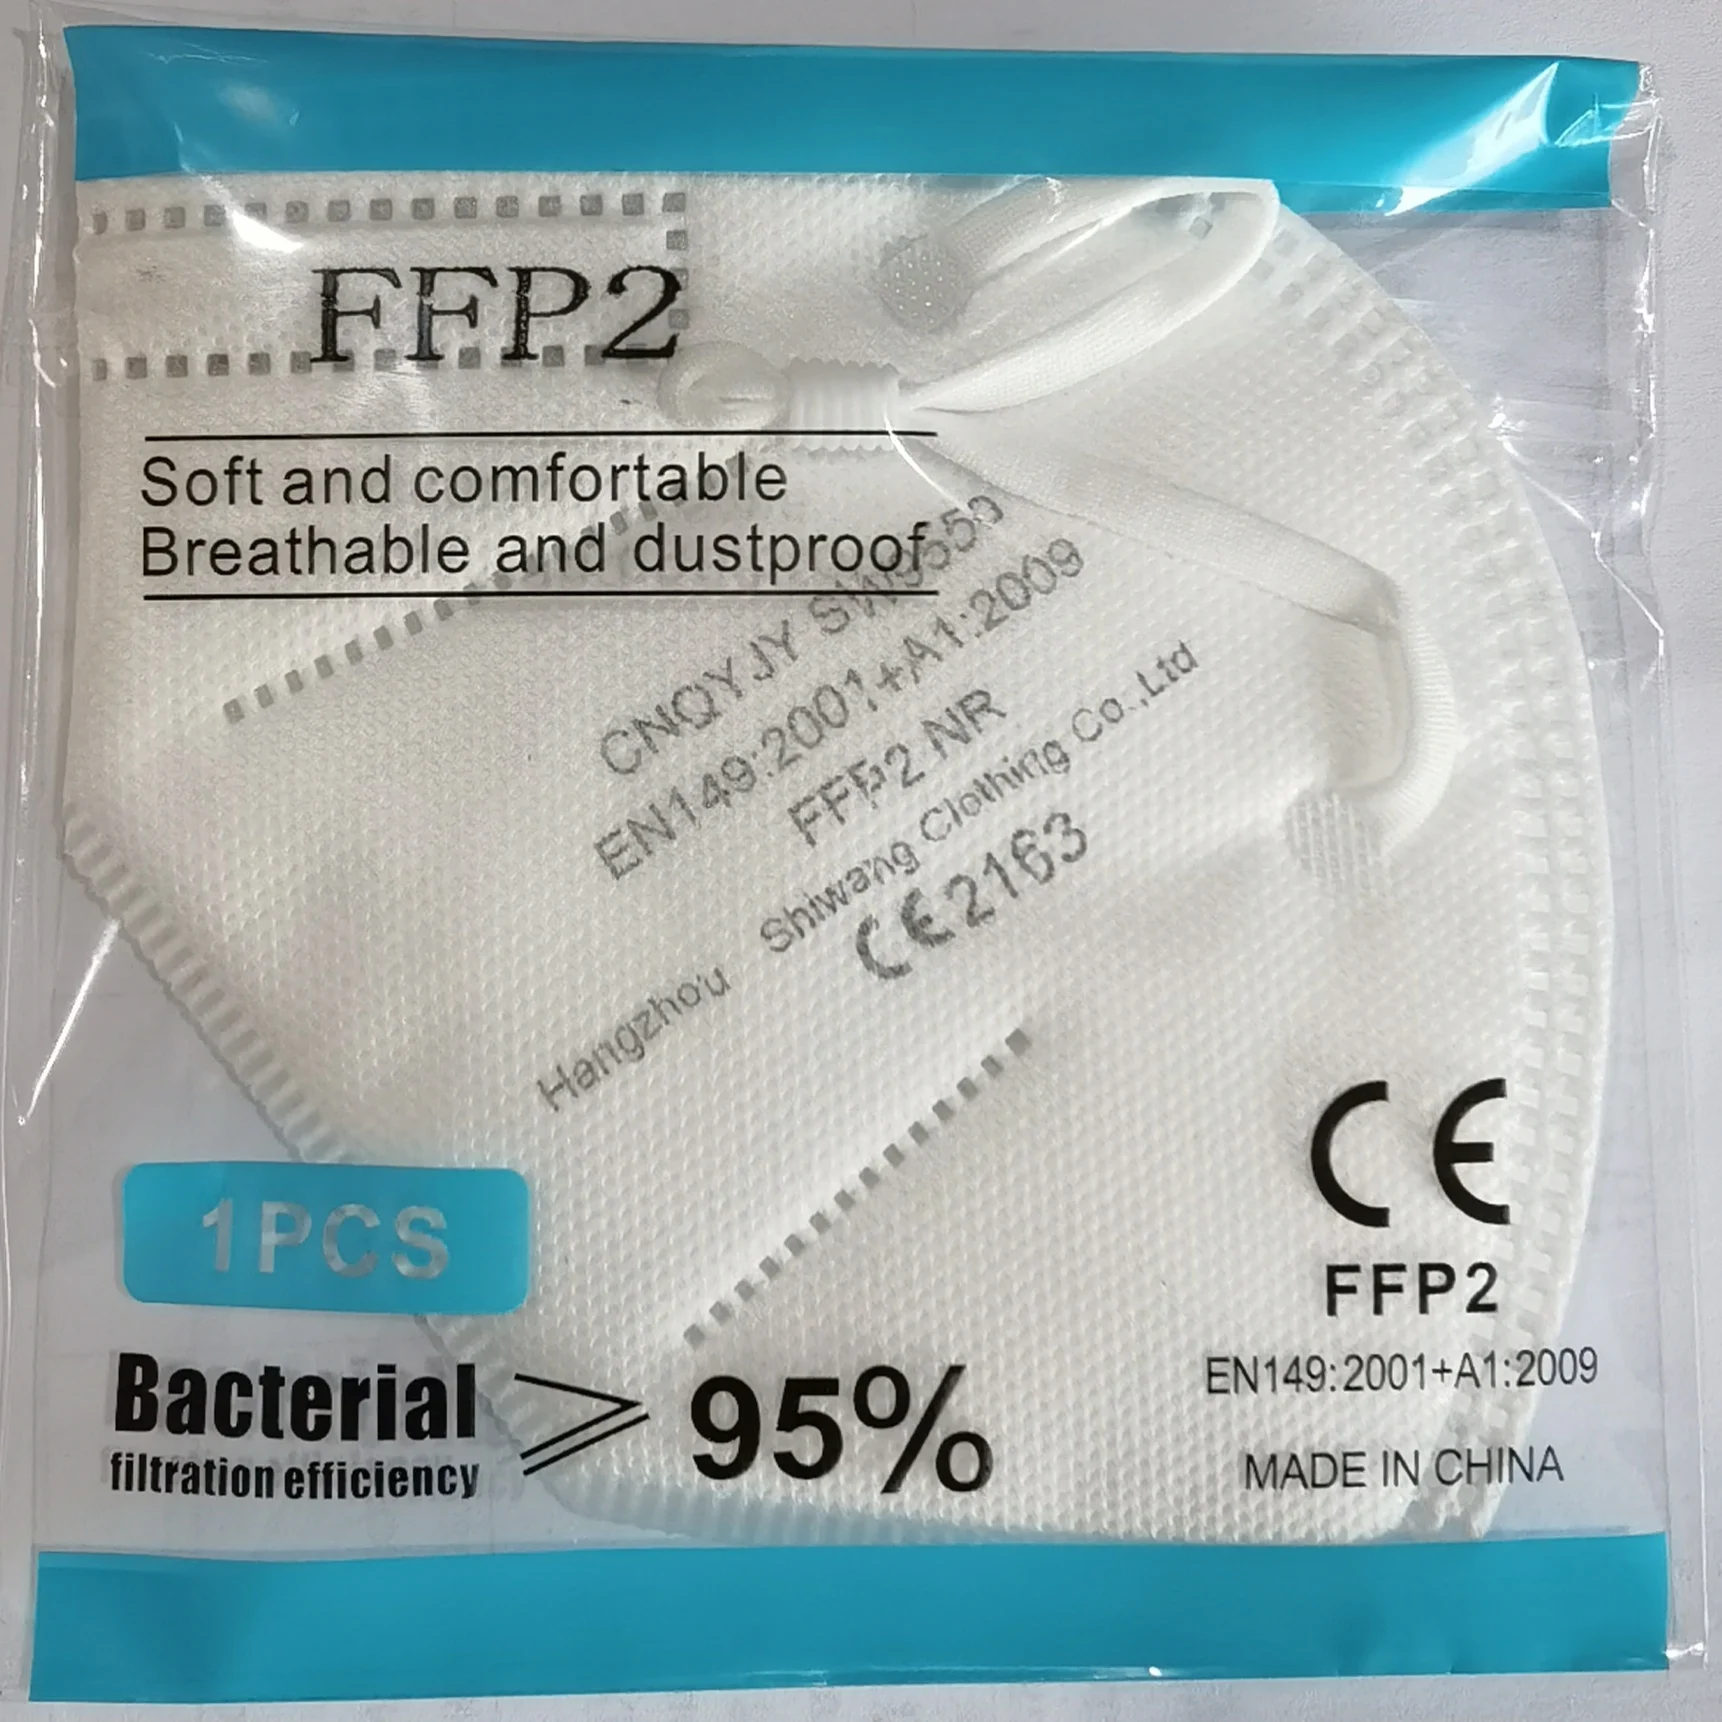 FFP2
Soft and comfortable
Breathable and dustproof
CNQYJY
EN149:2001+A1:2009
FFP2 NR
Hangzhou Shiwang Clothing Co.,Ltd
CE2163
1PCS
Bacterial
filtration efficiency
≥ 95%
CE
FFP2
EN149:2001+A1:2009
MADE IN CHINA